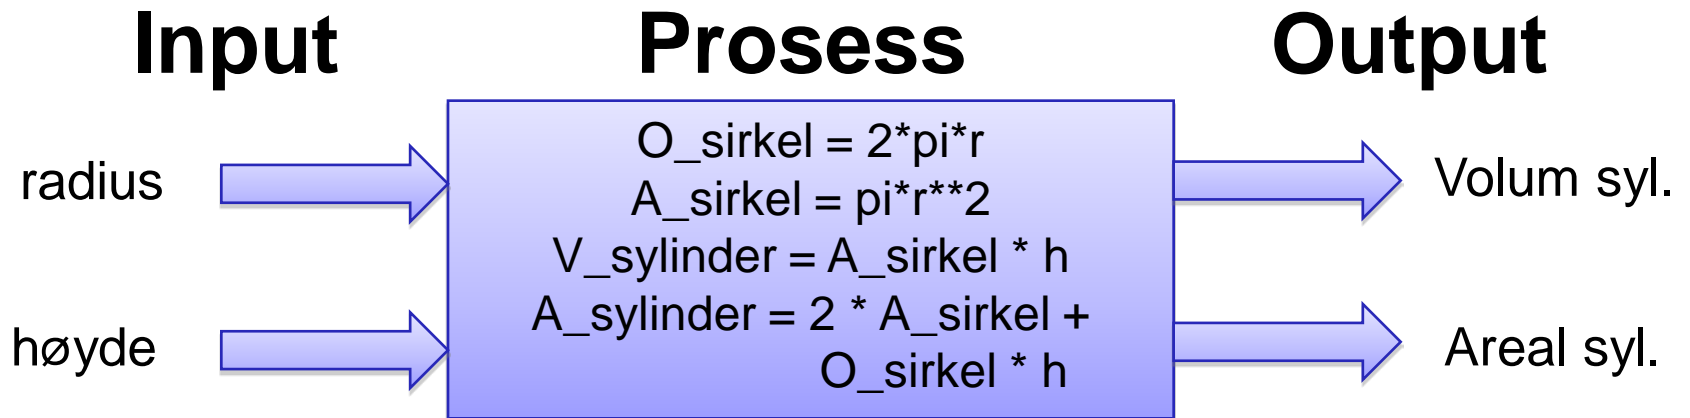 Input Prosess Output
radius
høyde
O_sirkel = 2*pi*r
A_sirkel = pi*r**2
V_sylinder = A_sirkel * h
A_sylinder = 2 * A_sirkel +
O_sirkel * h
Volum syl.
Areal syl.